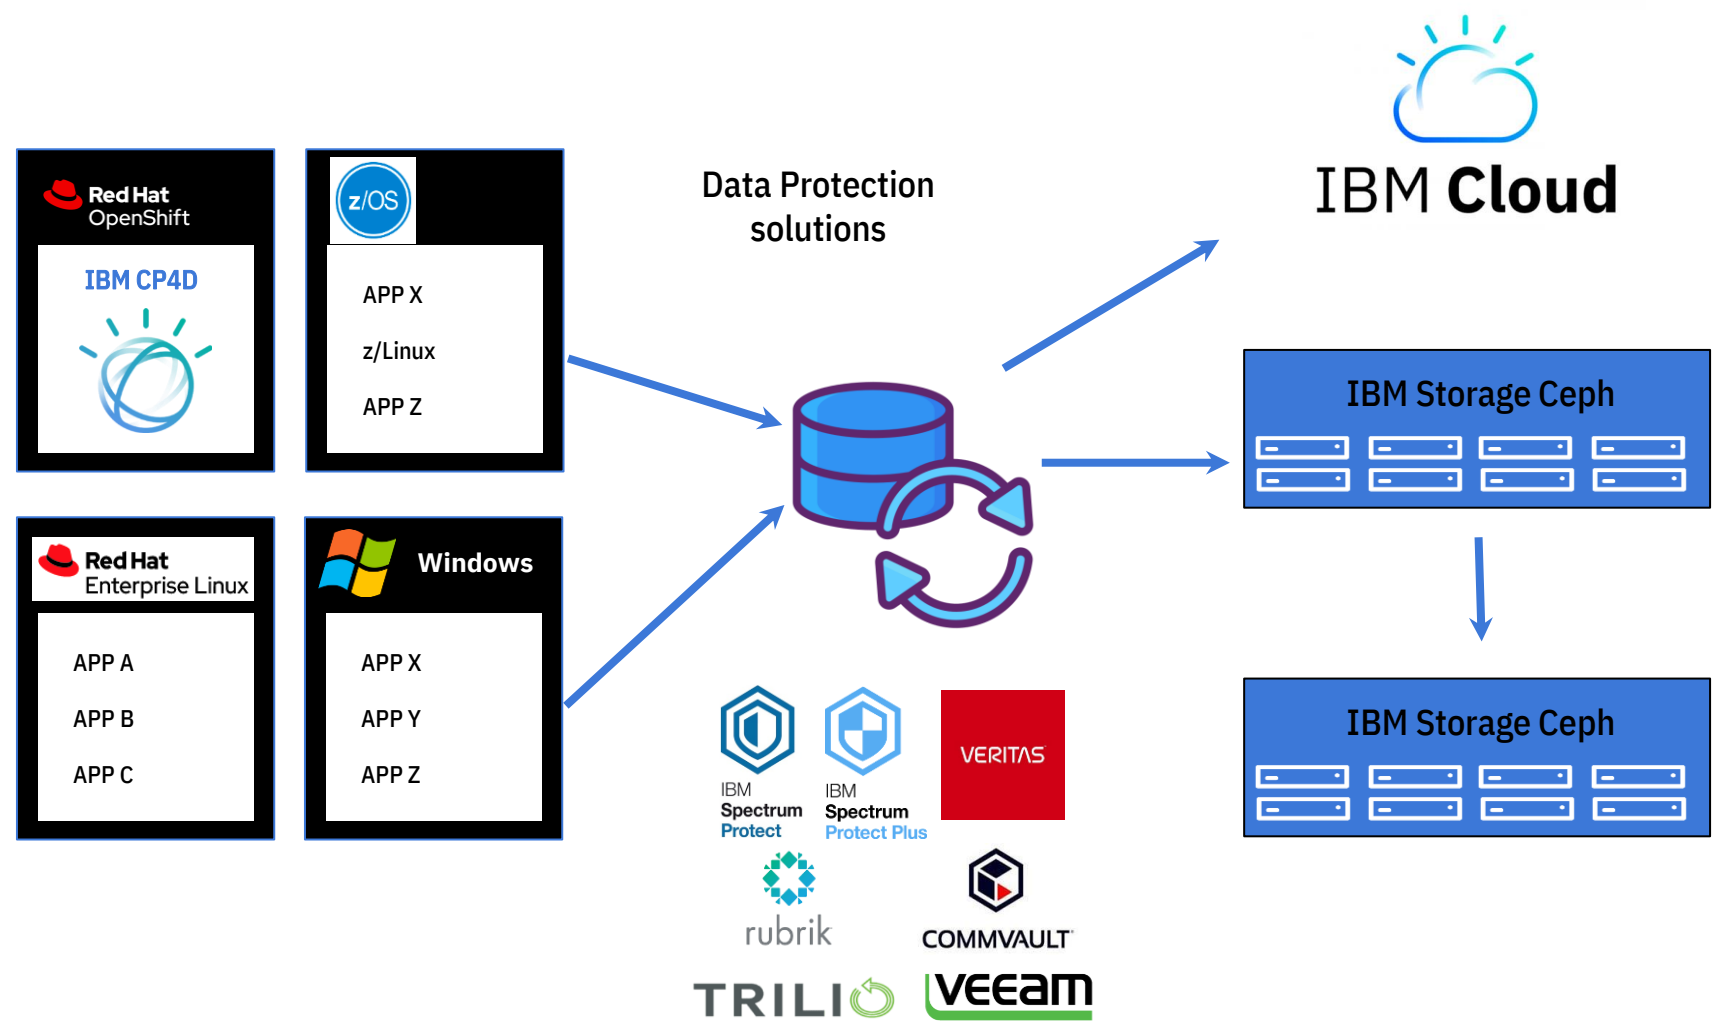 Red Hat
OpenShift
IBM CP4D
z/OS
APP X
z/Linux
APP Z
Red Hat
Enterprise Linux
APP A
APP B
APP C
Windows
APP X
APP Y
APP Z
Data Protection
solutions
IBM
Spectrum
Protect
IBM
Spectrum
Protect Plus
VERITAS
rubrik
COMMVAULT
TRILIO
veeam
IBM Cloud
IBM Storage Ceph
IBM Storage Ceph